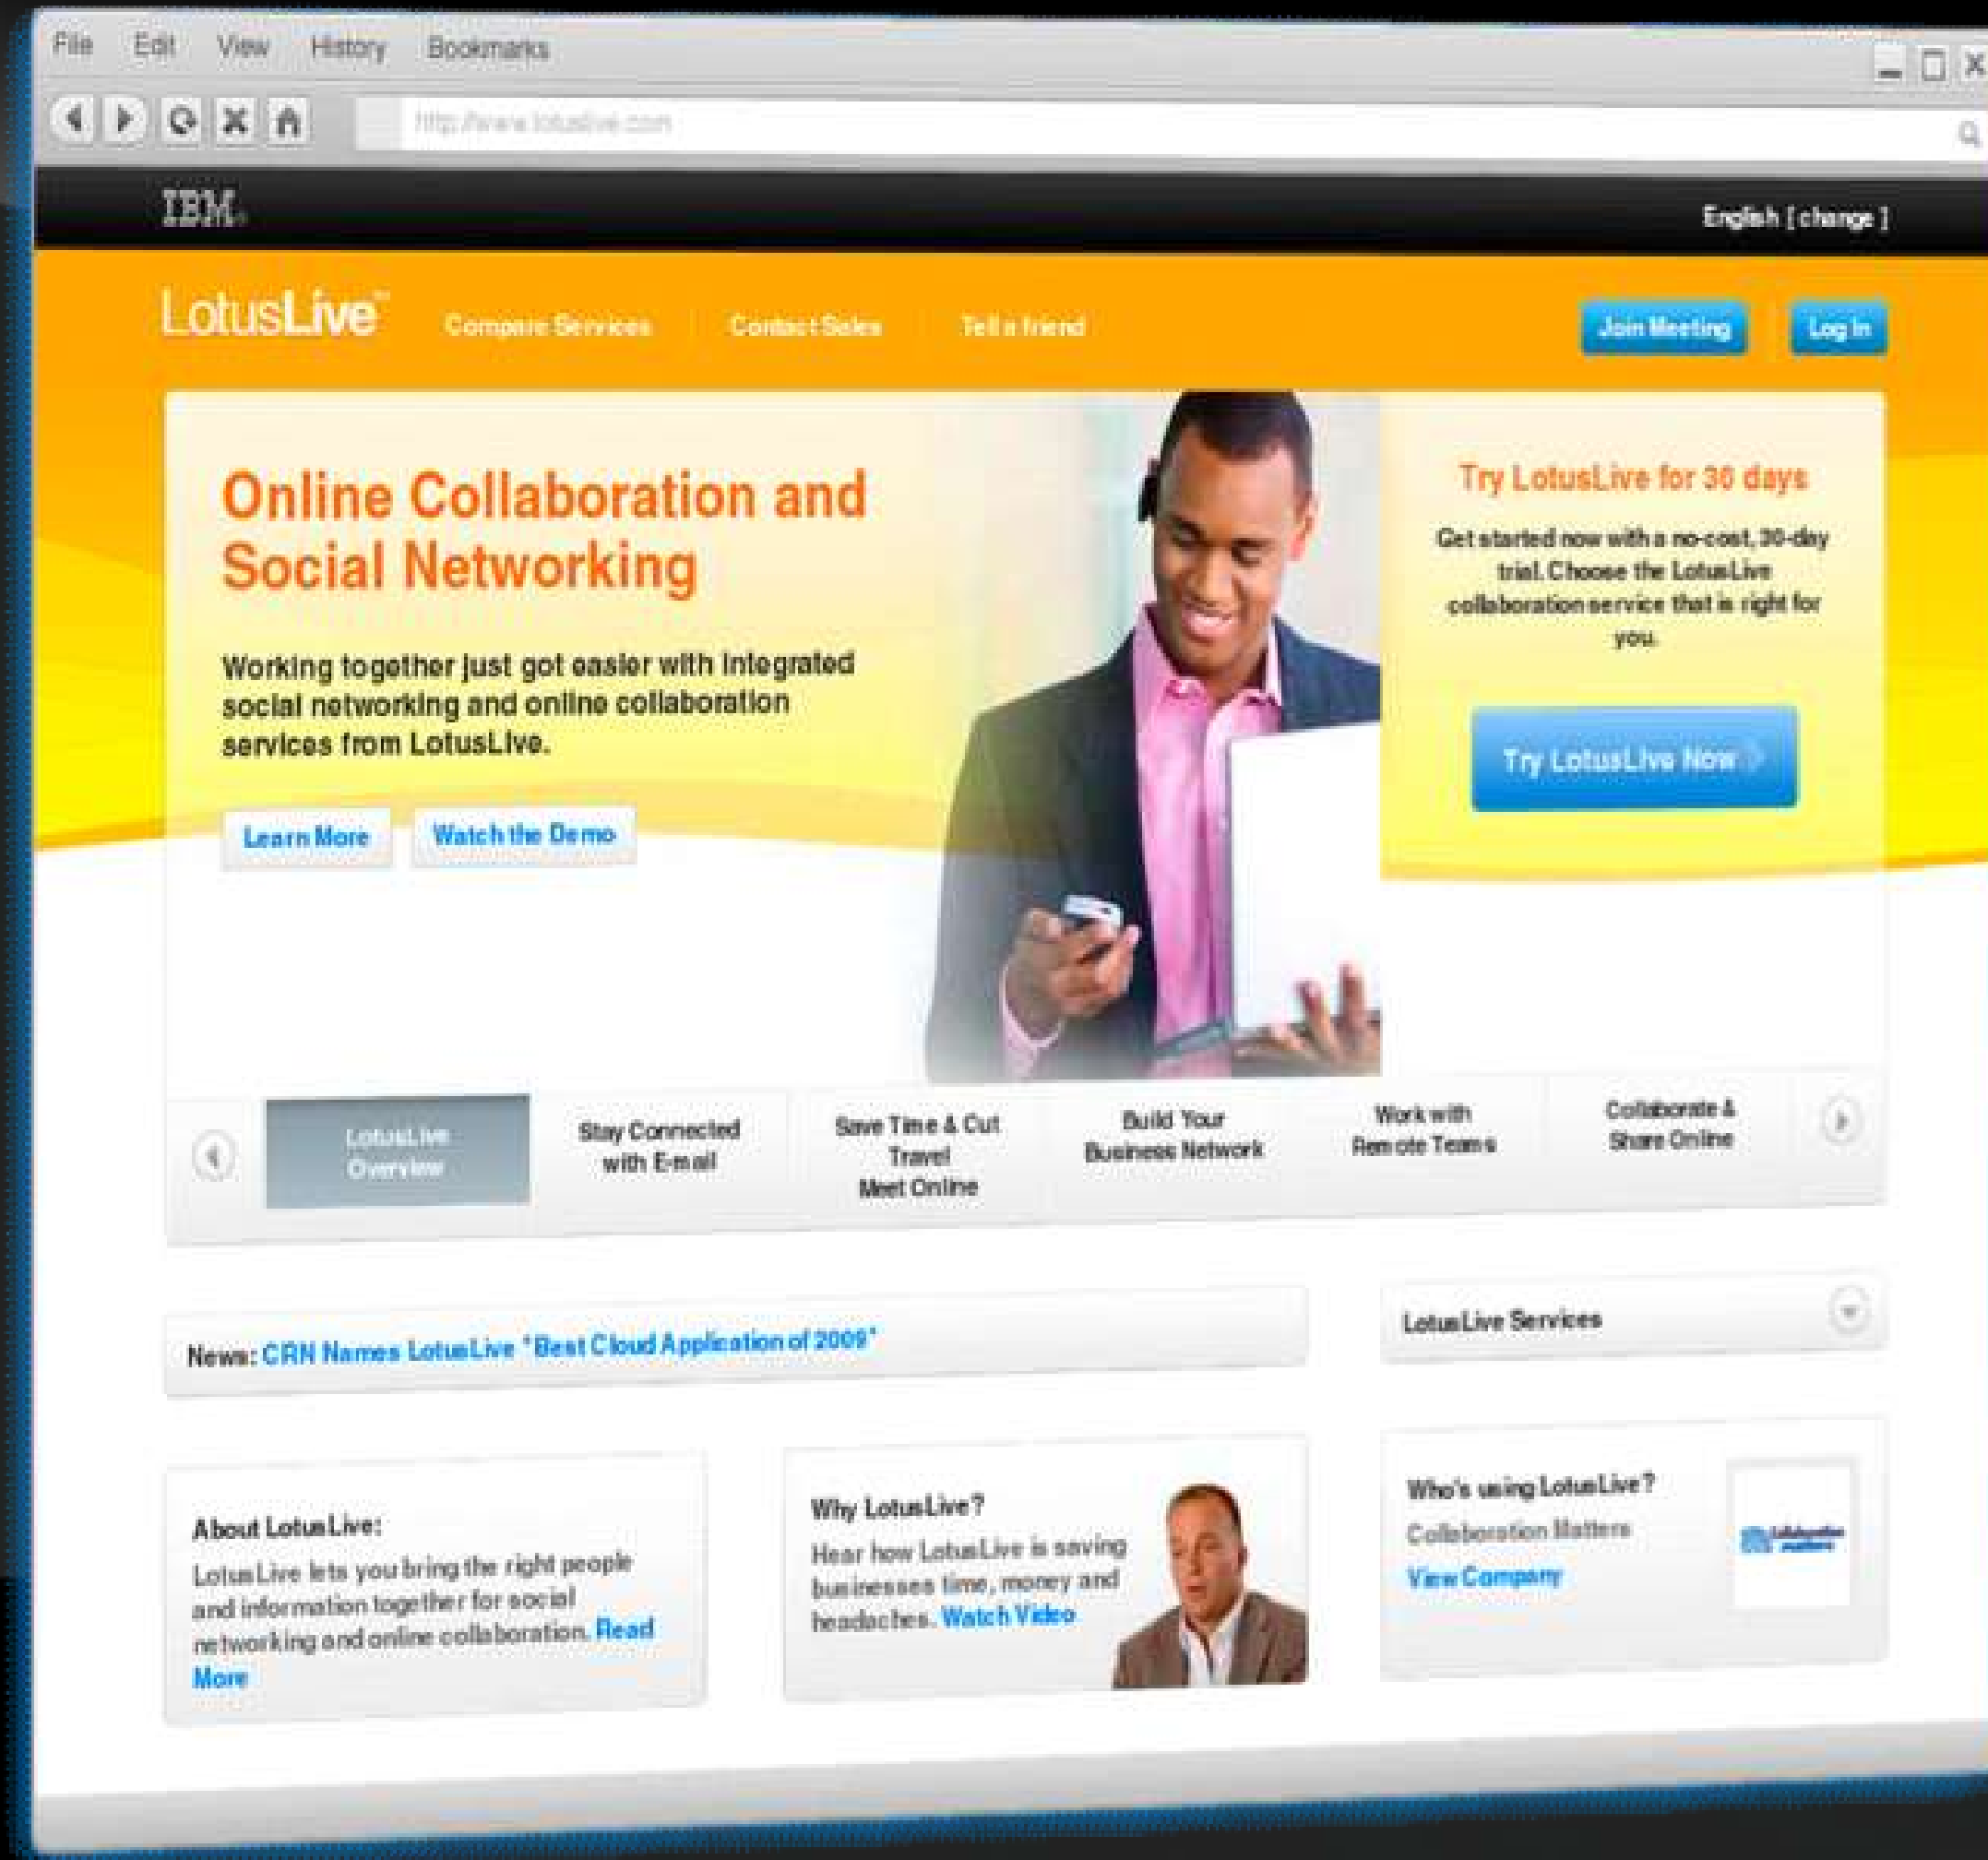 File Edit View History Bookmarks
http://www.lotuslive.com
IBM
English [ change ]
LotusLive™ Compare Services Contact Sales Tell a friend Join Meeting Log In
Online Collaboration and
Social Networking
Working together just got easier with integrated
social networking and online collaboration
services from LotusLive.
Learn More Watch the Demo
Try LotusLive for 30 days
Get started now with a no-cost, 30-day
trial. Choose the LotusLive
collaboration service that is right for
you.
Try LotusLive Now
LotusLive
Overview
Stay Connected
with E-mail
Save Time & Cut
Travel
Meet Online
Build Your
Business Network
Work with
Remote Teams
Collaborate &
Share Online
News: CRN Names LotusLive "Best Cloud Application of 2009"
LotusLive Services
About LotusLive:
LotusLive lets you bring the right people
and information together for social
networking and online collaboration. Read
More
Why LotusLive?
Hear how LotusLive is saving
businesses time, money and
headaches. Watch Video
Who's using LotusLive?
Collaboration Matters
View Company
collaboration
matters